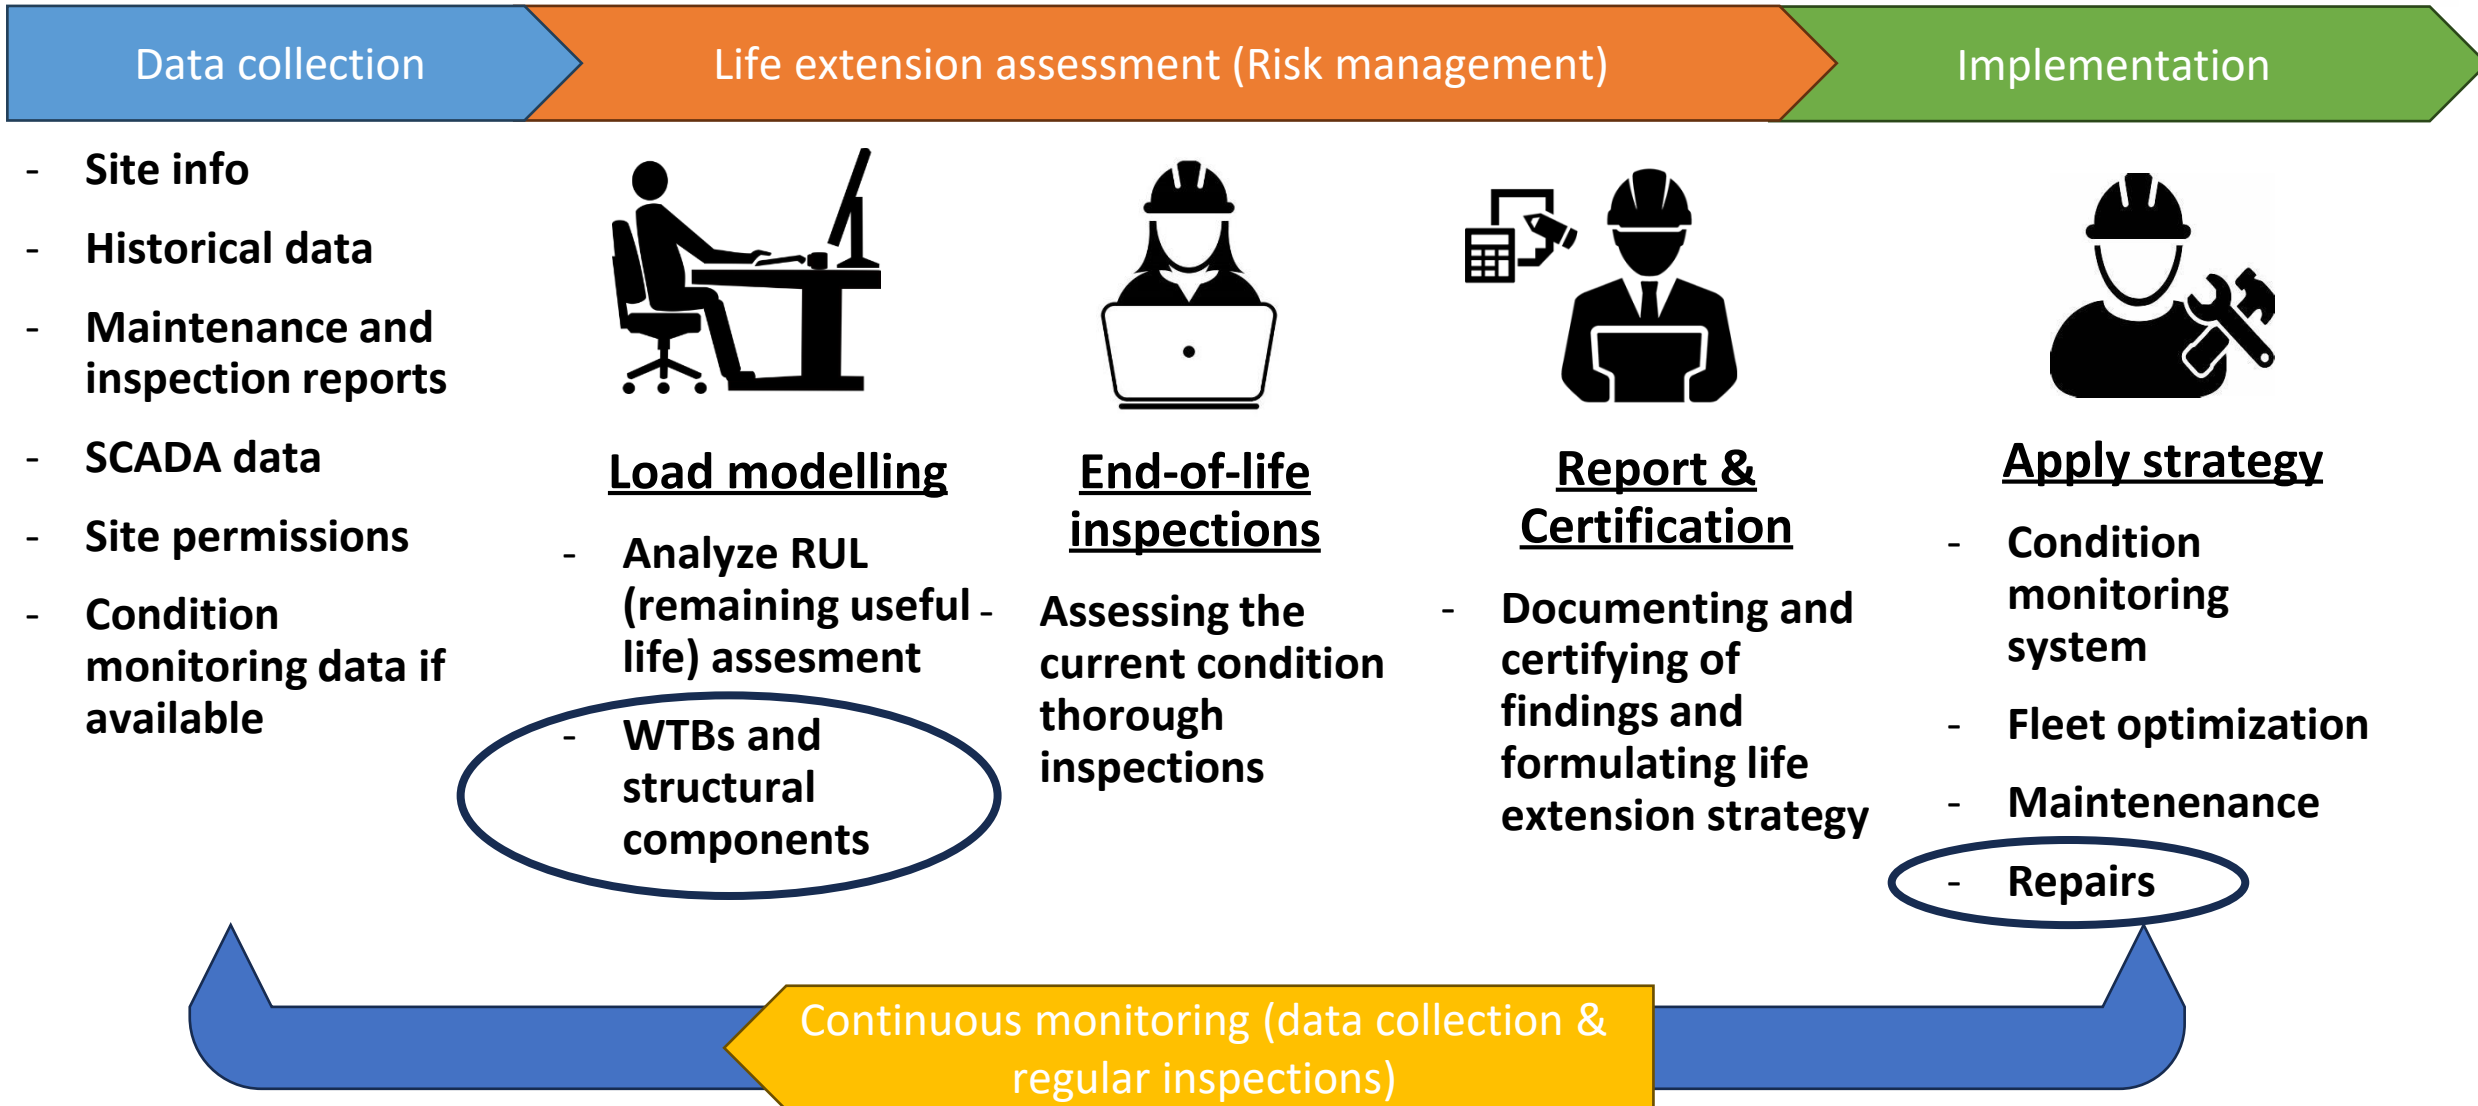 Data collection
Life extension assessment (Risk management)
Implementation
- Site info
- Historical data
- Maintenance and
inspection reports
- SCADA data
- Site permissions
- Condition
monitoring data if
available
Load modelling
- Analyze RUL
(remaining useful
life) assesment
- WTBs and
structural
components
End-of-life
inspections
- Assessing the
current condition
thorough
inspections
Report &
Certification
- Documenting and
certifying of
findings and
formulating life
extension strategy
Apply strategy
- Condition
monitoring
system
- Fleet optimization
- Maintenenance
- Repairs
Continuous monitoring (data collection &
regular inspections)